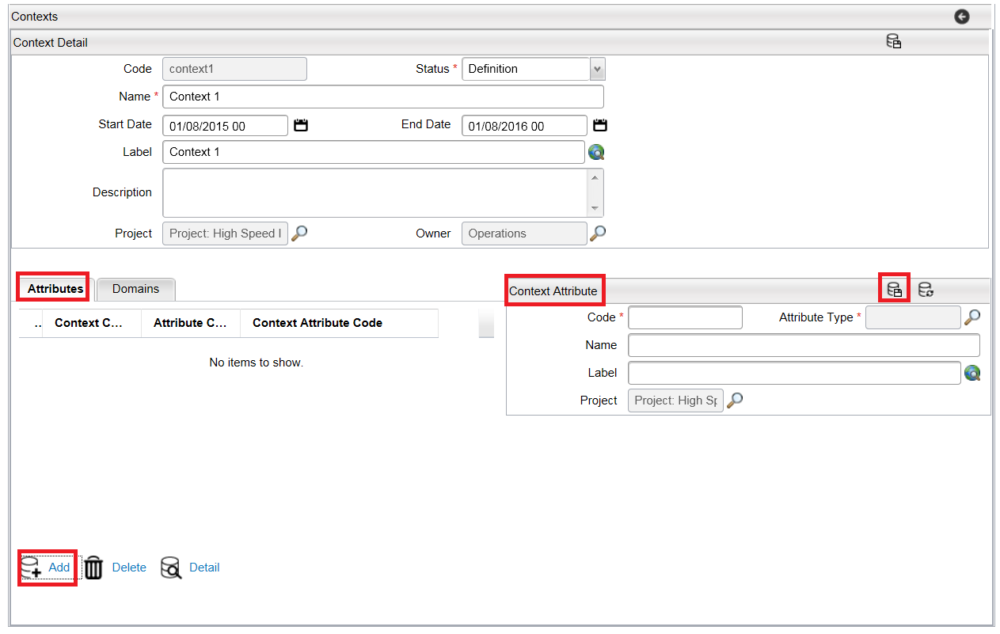 Contexts
Context Detail
Code context1 Status * Definition
Name * Context 1
Start Date 01/08/2015 00 End Date 01/08/2016 00
Label Context 1
Description
Project Project: High Speed I Owner Operations
Attributes Domains
.. Context C... Attribute C... Context Attribute Code
No items to show.
Context Attribute
Code * Attribute Type *
Name
Label
Project Project: High Sp
Add Delete Detail